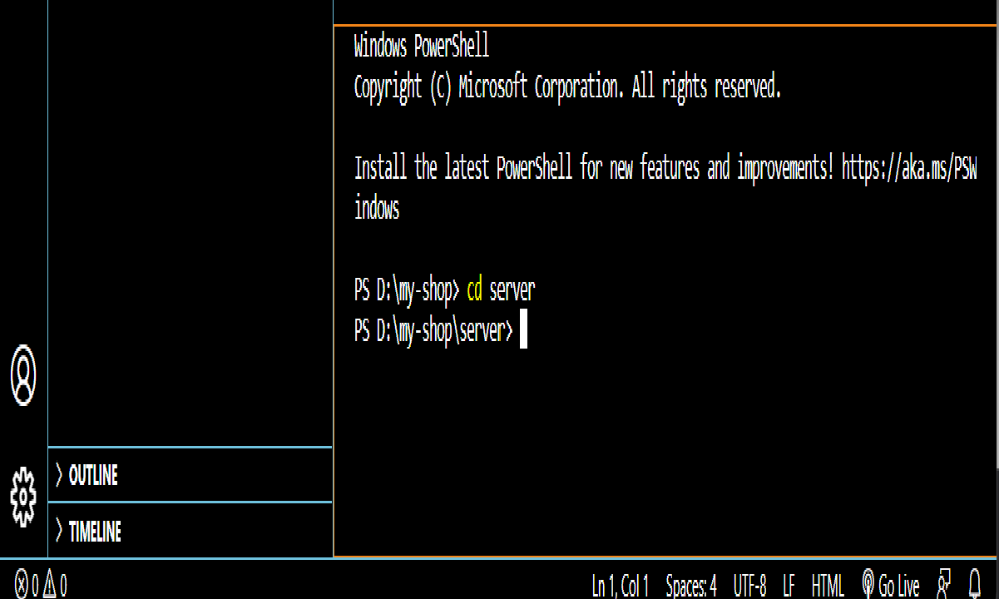 Windows PowerShell
Copyright (C) Microsoft Corporation. All rights reserved.
Install the latest PowerShell for new features and improvements! https://aka.ms/PSW
indows
PS D:\my-shop> cd server
PS D:\my-shop\server>
OUTLINE
TIMELINE
0 0 Ln 1, Col 1 Spaces: 4 UTF-8 LF HTML Go Live